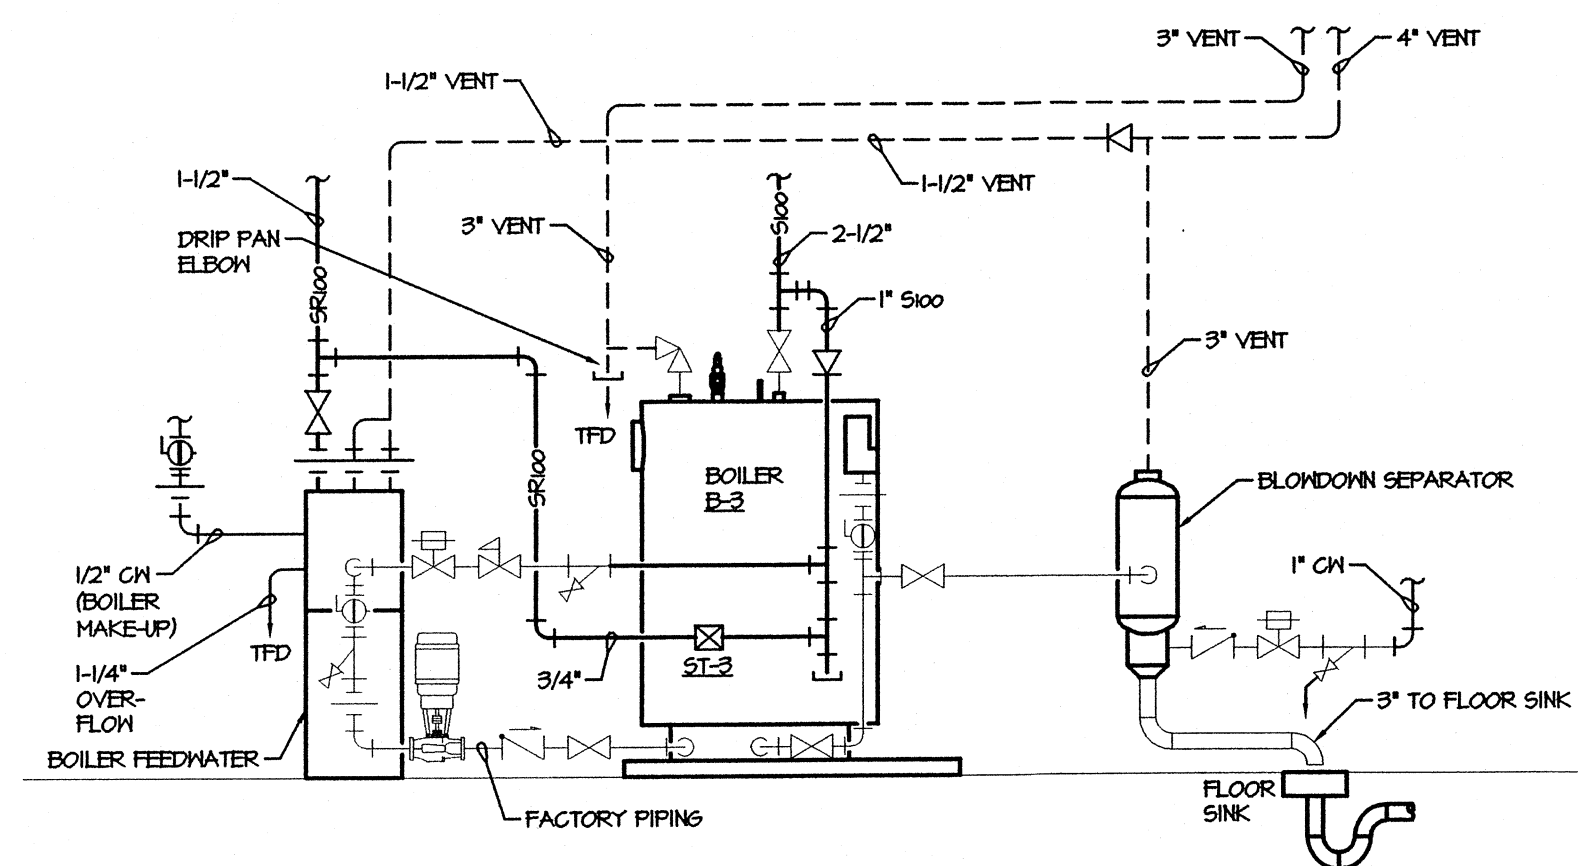 3" VENT
4" VENT
1-1/2" VENT
1-1/2"
1-1/2" VENT
S100
3" VENT
2-1/2"
DRIP PAN
ELBOW
SR100
1" S100
3" VENT
TFD
SR100
BOILER
B-3
BLOWDOWN SEPARATOR
1/2" CW
(BOILER
MAKE-UP)
1" CW
TFD
1-1/4"
OVER-
FLOW
3/4"
ST-3
3" TO FLOOR SINK
BOILER FEEDWATER
FLOOR
SINK
FACTORY PIPING